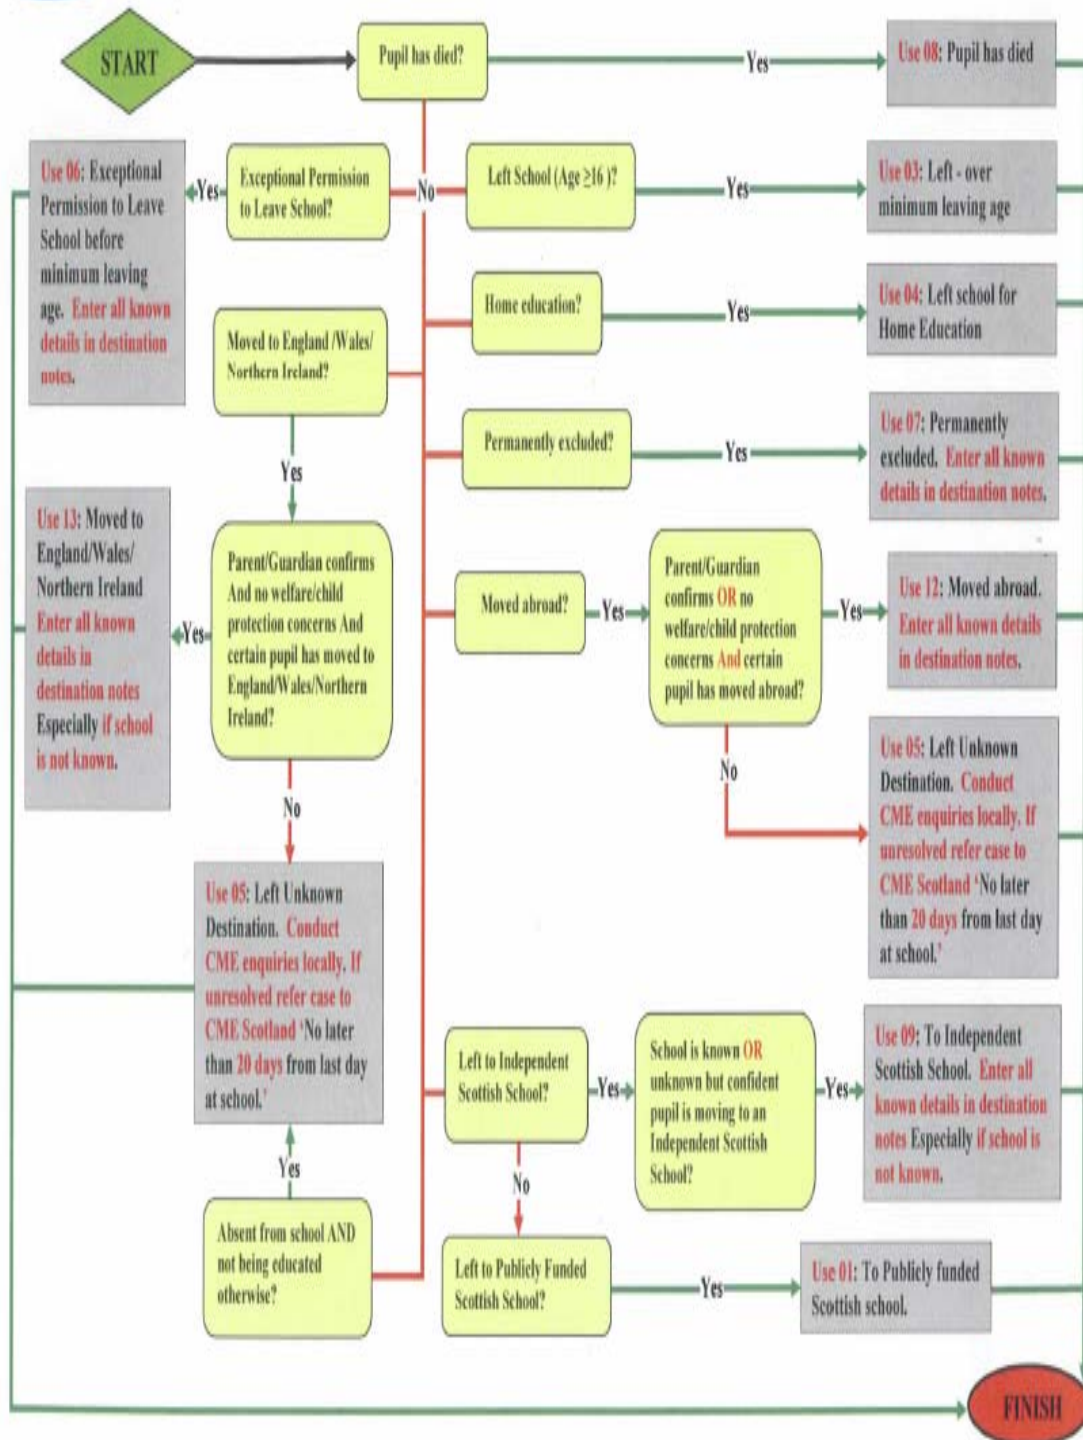 START
Pupil has died?
Yes
Use 08: Pupil has died
No
Use 06: Exceptional
Permission to Leave
School before
minimum leaving
age. Enter all known
details in destination
notes.
Yes
Exceptional Permission
to Leave School?
Left School (Age ≥16 )?
Yes
Use 03: Left - over
minimum leaving age
Home education?
Yes
Use 04: Left school for
Home Education
Moved to England /Wales/
Northern Ireland?
Yes
Permanently excluded?
Yes
Use 07: Permanently
excluded. Enter all known
details in destination notes.
Use 13: Moved to
England/Wales/
Northern Ireland
Enter all known
details in
destination notes
Especially if school
is not known.
Yes
Parent/Guardian confirms
And no welfare/child
protection concerns And
certain pupil has moved to
England/Wales/Northern
Ireland?
No
Moved abroad?
Yes
Parent/Guardian
confirms OR no
welfare/child protection
concerns And certain
pupil has moved abroad?
Yes
Use 12: Moved abroad.
Enter all known details
in destination notes.
No
Use 05: Left Unknown
Destination. Conduct
CME enquiries locally. If
unresolved refer case to
CME Scotland ‘No later
than 20 days from last day
at school.’
Use 05: Left Unknown
Destination. Conduct
CME enquiries locally. If
unresolved refer case to
CME Scotland ‘No later
than 20 days from last day
at school.’
Yes
Absent from school AND
not being educated
otherwise?
Left to Independent
Scottish School?
Yes
School is known OR
unknown but confident
pupil is moving to an
Independent Scottish
School?
Yes
Use 09: To Independent
Scottish School. Enter all
known details in destination
notes Especially if school is
not known.
No
Left to Publicly Funded
Scottish School?
Yes
Use 01: To Publicly funded
Scottish school.
FINISH